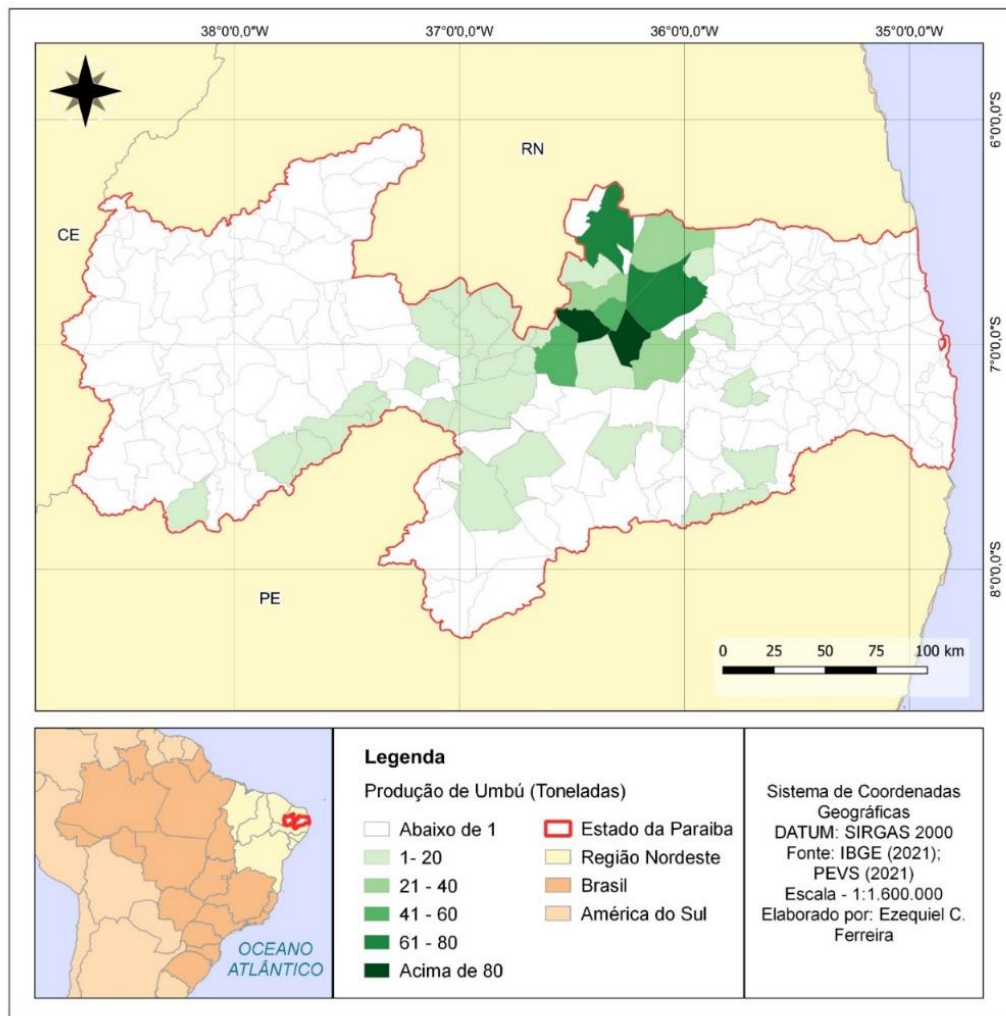 38°0'0,0"W
37°0'0,0"W
36°0'0,0"W
35°0'0,0"W
6°0'0,0"S
7°0'0,0"S
8°0'0,0"S
RN
CE
PE
0 25 50 75 100 km
OCEANO
ATLÂNTICO
Legenda
Produção de Umbú (Toneladas)
Abaixo de 1
1- 20
21 - 40
41 - 60
61 - 80
Acima de 80
Estado da Paraiba
Região Nordeste
Brasil
América do Sul
Sistema de Coordenadas
Geográficas
DATUM: SIRGAS 2000
Fonte: IBGE (2021);
PEVS (2021)
Escala - 1:1.600.000
Elaborado por: Ezequiel C.
Ferreira